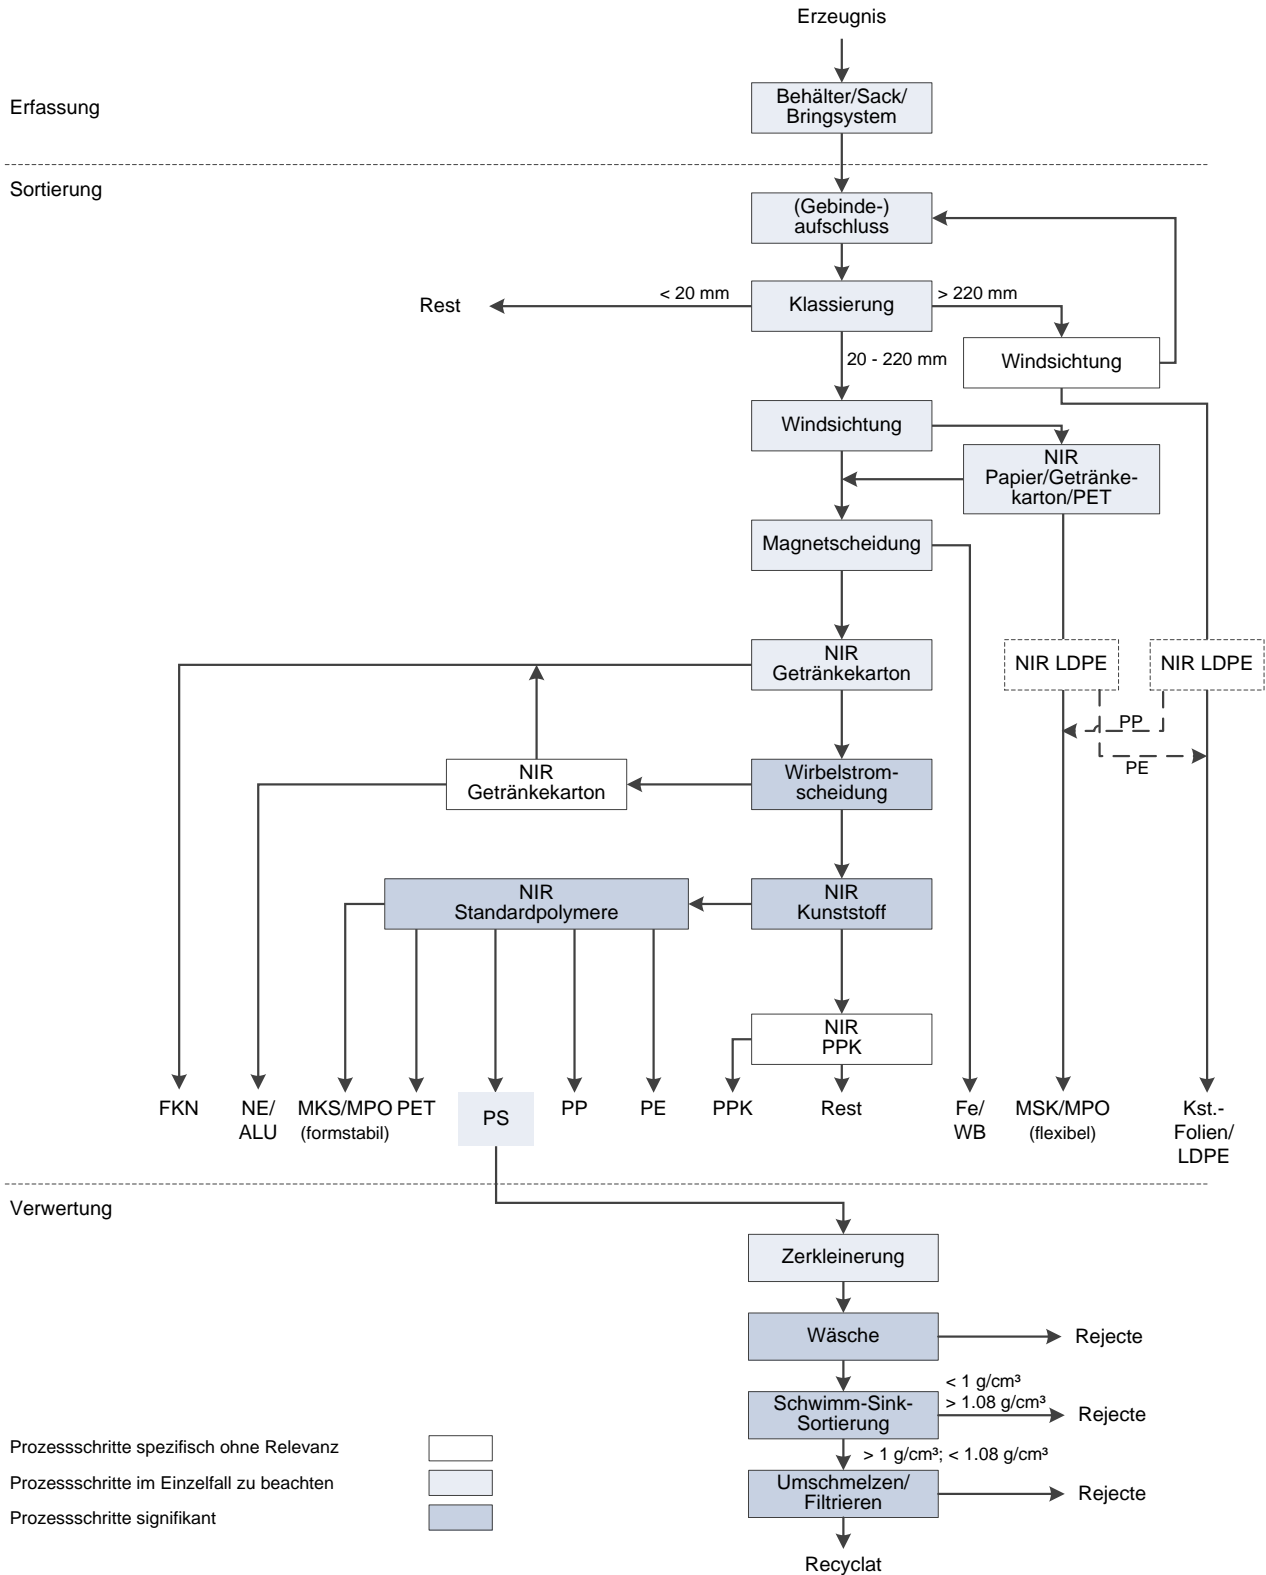 Erzeugnis
Erfassung
Behälter/Sack/
Bringsystem
Sortierung
(Gebinde-)
aufschluss
Rest
< 20 mm
Klassierung
> 220 mm
20 - 220 mm
Windsichtung
Windsichtung
NIR
Papier/Getränke-
karton/PET
Magnetscheidung
NIR
Getränkekarton
NIR LDPE
NIR LDPE
PP
PE
NIR
Getränkekarton
Wirbelstrom-
scheidung
NIR
Standardpolymere
NIR
Kunststoff
NIR
PPK
FKN
NE/
ALU
MKS/MPO
(formstabil)
PET
PS
PP
PE
PPK
Rest
Fe/
WB
MSK/MPO
(flexibel)
Kst.-
Folien/
LDPE
Verwertung
Zerkleinerung
Wäsche
Rejecte
< 1 g/cm³
> 1.08 g/cm³
Schwimm-Sink-
Sortierung
Rejecte
> 1 g/cm³; < 1.08 g/cm³
Umschmelzen/
Filtrieren
Rejecte
Recyclat
Prozessschritte spezifisch ohne Relevanz
Prozessschritte im Einzelfall zu beachten
Prozessschritte signifikant